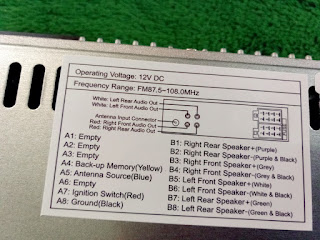 Operating Voltage: 12V DC
Frequency Range: FM87.5~108.0MHz
White: Left Rear Audio Out
White: Left Front Audio Out
Antenna Input Connector
Red: Right Front Audio Out
Red: Right Rear Audio Out
A1: Empty
A2: Empty
A3: Empty
A4: Back-up Memory(Yellow)
A5: Antenna Source(Blue)
A6: Empty
A7: Ignition Switch(Red)
A8: Ground(Black)
B1: Right Rear Speaker+(Purple)
B2: Right Rear Speaker-(Purple & Black)
B3: Right Front Speaker+(Grey)
B4: Right Front Speaker-(Grey & Black)
B5: Left Front Speaker+(White)
B6: Left Front Speaker-(White & Black)
B7: Left Rear Speaker+(Green)
B8: Left Rear Speaker-(Green & Black)